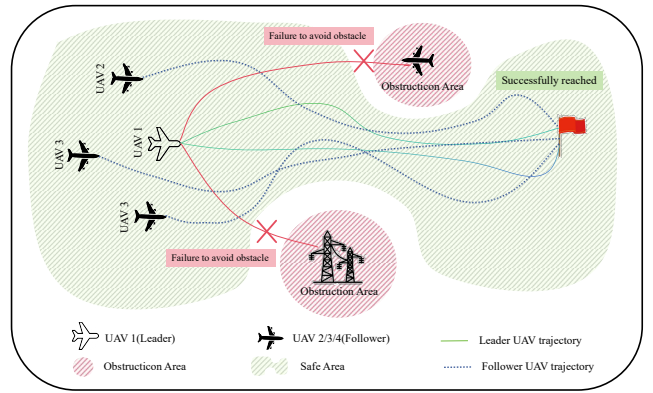 Failure to avoid obstacle
UAV 2
Obstructicon Area
Successfully reached
UAV 1
UAV 3
UAV 3
Failure to avoid obstacle
Obstruction Area
UAV 1(Leader)
UAV 2/3/4(Follower)
Leader UAV trajectory
Obstructicon Area
Safe Area
Follower UAV trajectory